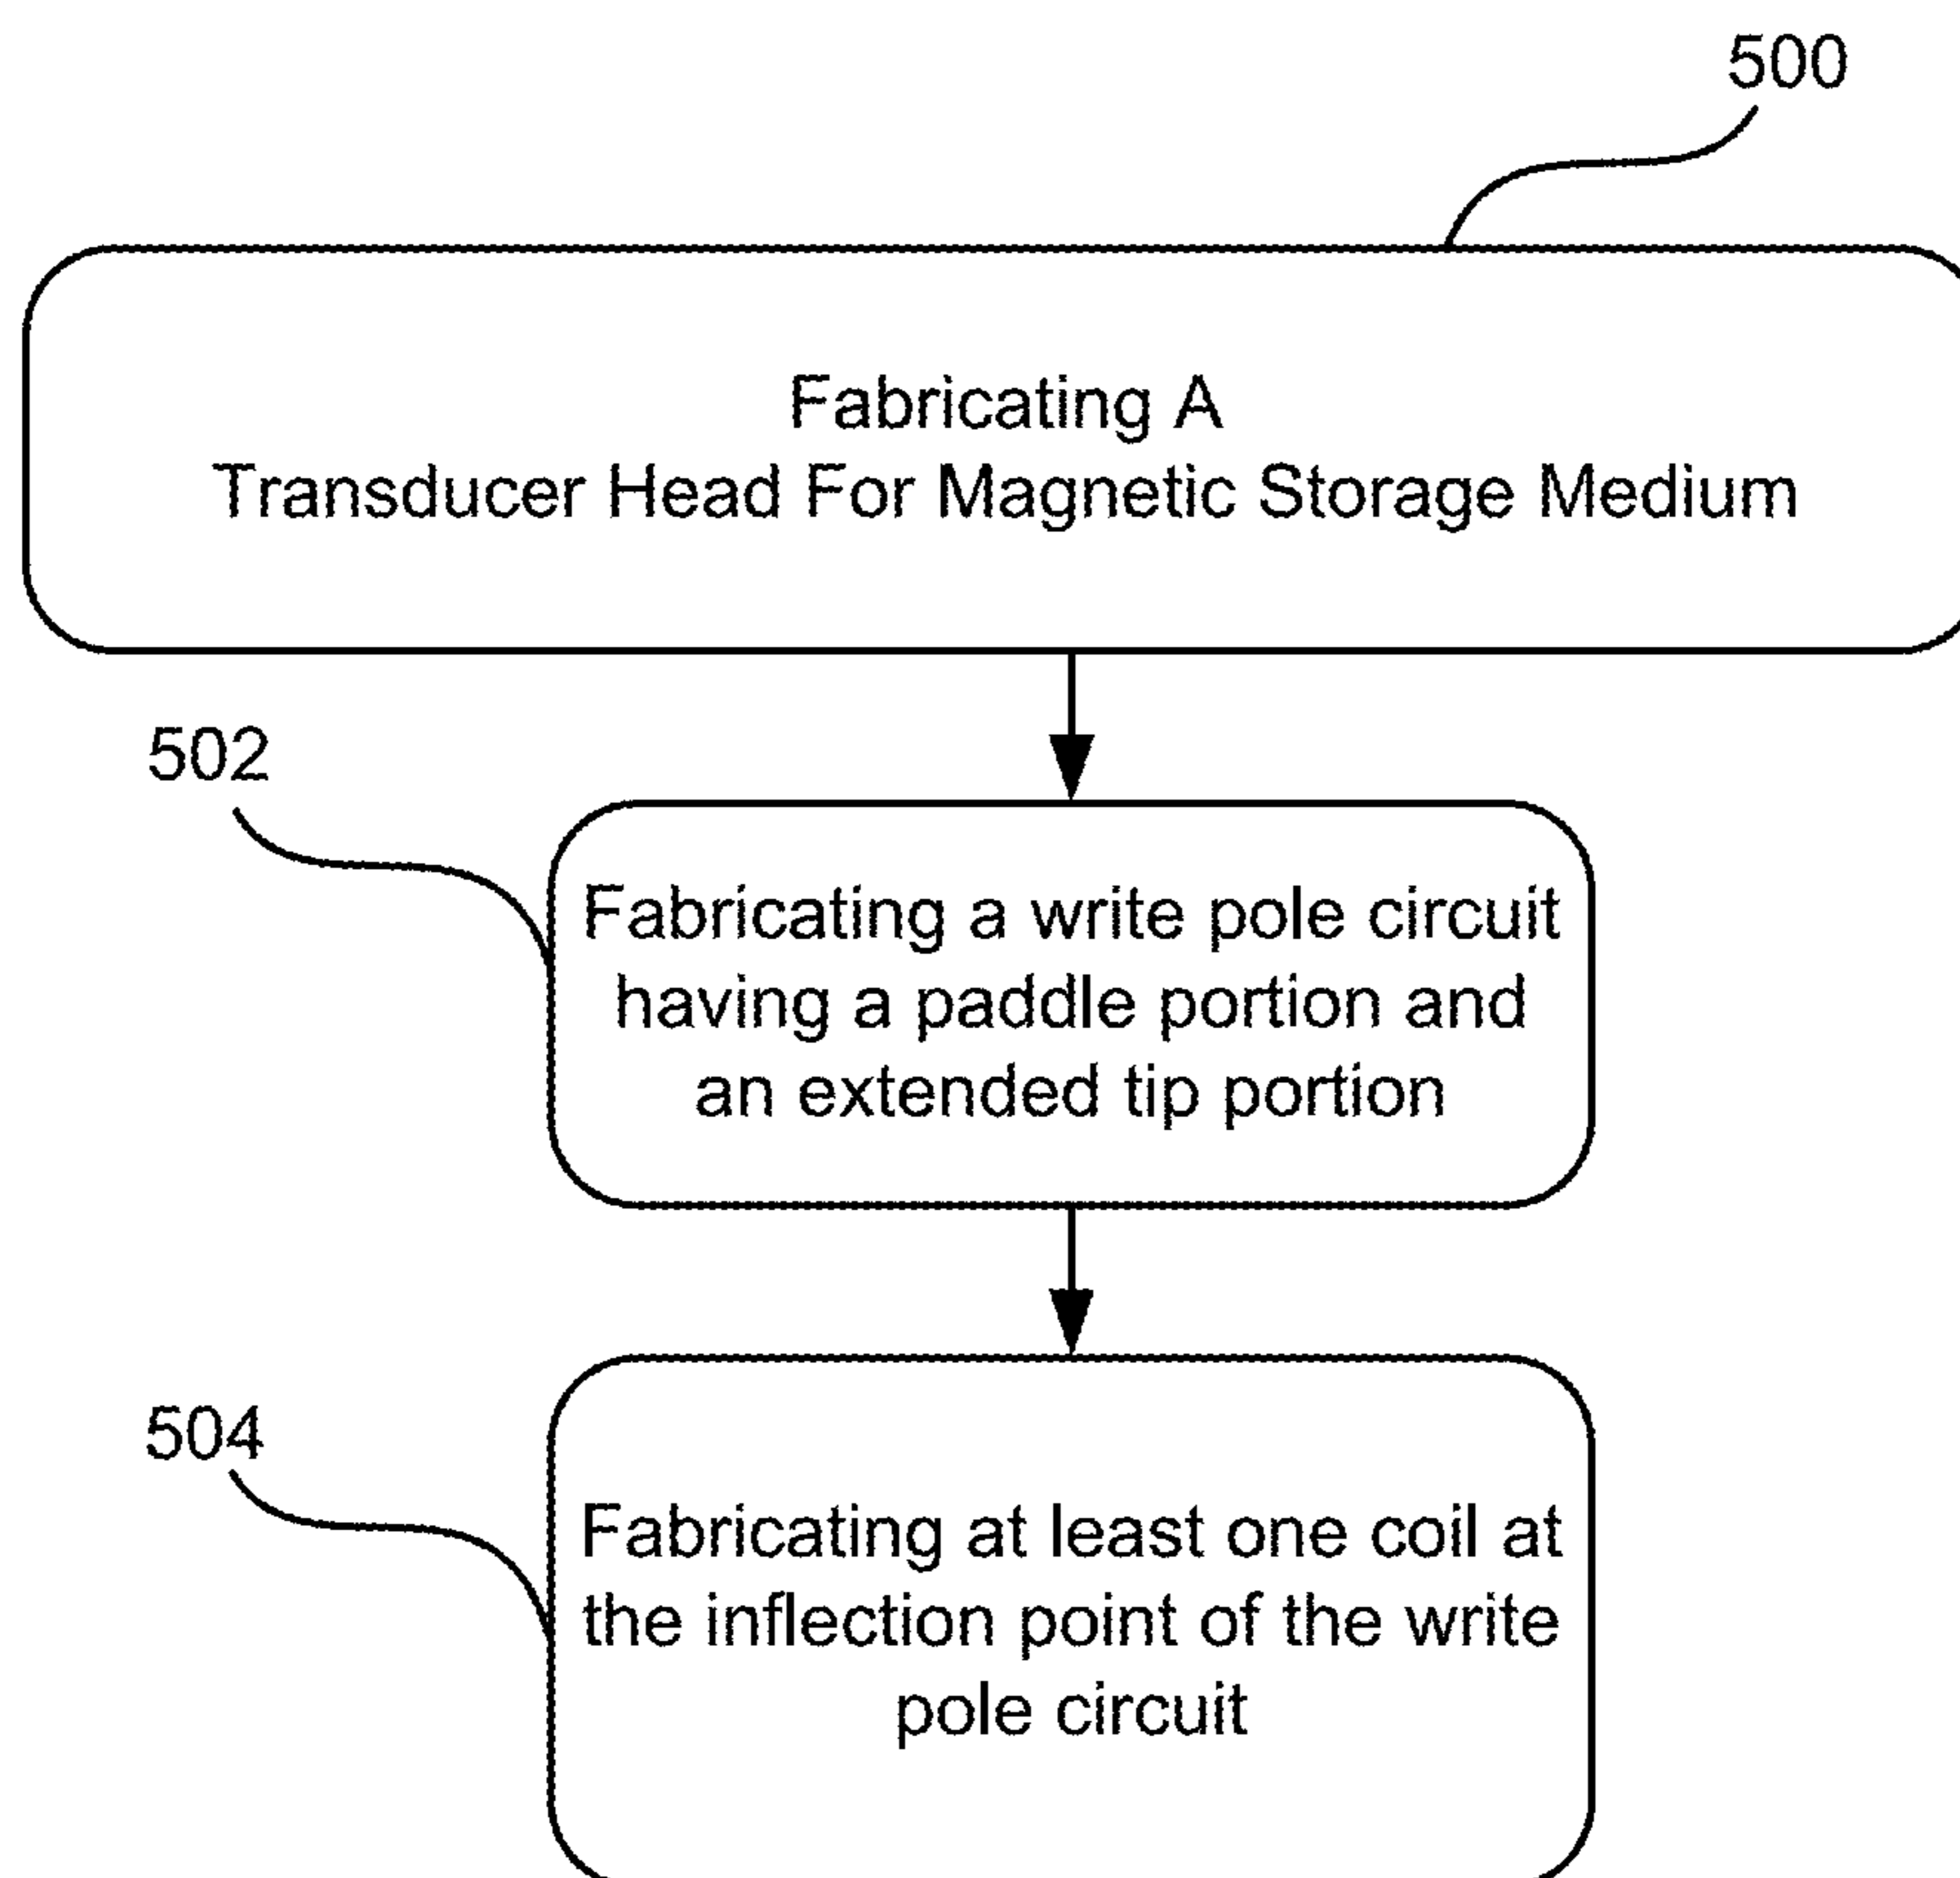 500
Fabricating A
Transducer Head For Magnetic Storage Medium
502
Fabricating a write pole circuit
having a paddle portion and
an extended tip portion
504
Fabricating at least one coil at
the inflection point of the write
pole circuit